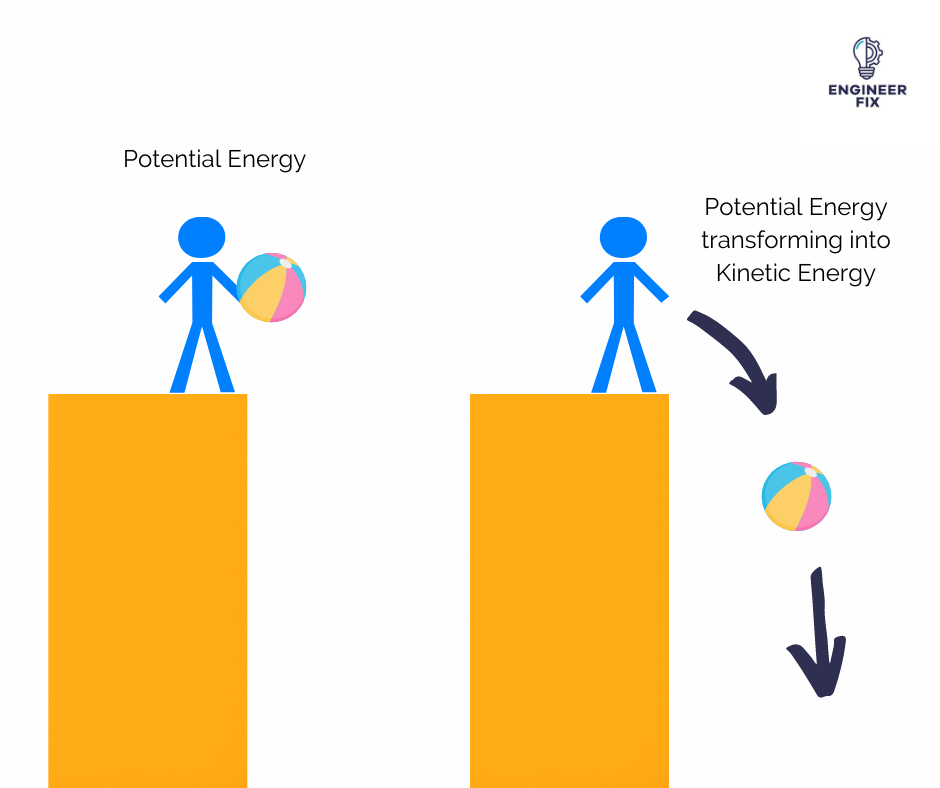 ENGINEER
FIX
Potential Energy
Potential Energy
transforming into
Kinetic Energy